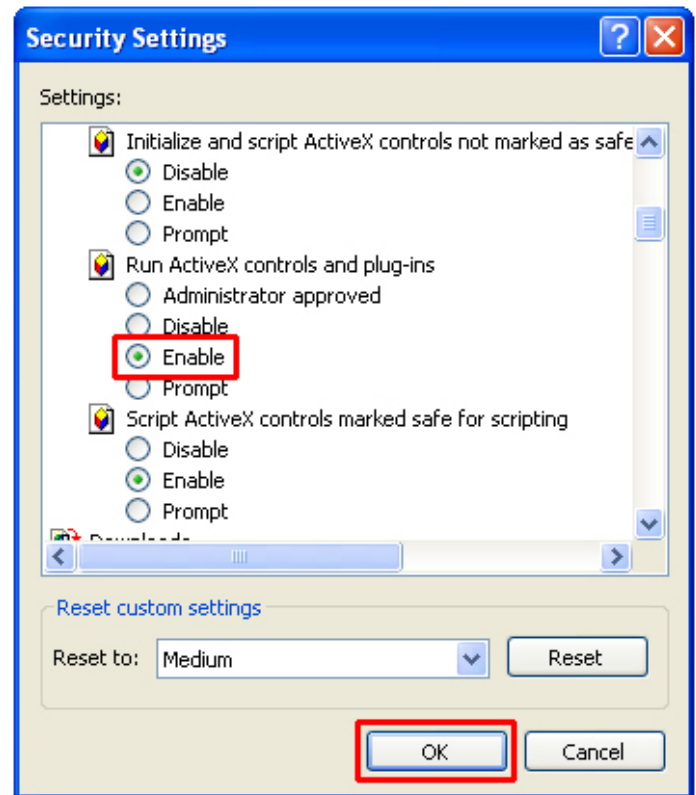 Security Settings
Settings:
Initialize and script ActiveX controls not marked as safe
Disable
Enable
Prompt
Run ActiveX controls and plug-ins
Administrator approved
Disable
Enable
Prompt
Script ActiveX controls marked safe for scripting
Disable
Enable
Prompt
Downloads
Reset custom settings
Reset to: Medium Reset
OK Cancel